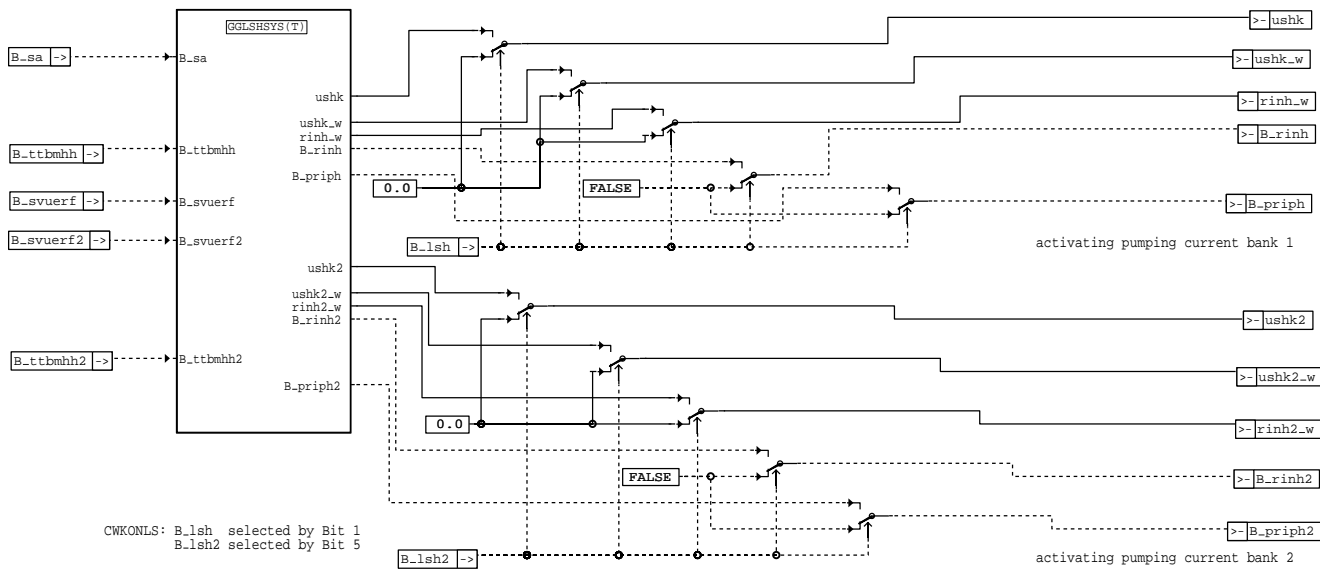 GGLSHSYS(T)
B_sa ->
B_sa
ushk
ushk_w
rinh_w
B_rinh
B_priph
B_ttbmhh ->
B_ttbmhh
B_svuerf ->
B_svuerf
B_svuerf2 ->
B_svuerf2
0.0
FALSE
B_lsh ->
>- ushk
>- ushk_w
>- rinh_w
>- B_rinh
>- B_priph
activating pumping current bank 1
ushk2
ushk2_w
rinh2_w
B_rinh2
B_ttbmhh2 ->
B_ttbmhh2
B_priph2
0.0
FALSE
B_lsh2 ->
>- ushk2
>- ushk2_w
>- rinh2_w
>- B_rinh2
>- B_priph2
activating pumping current bank 2
CWKONLS: B_lsh selected by Bit 1
B_lsh2 selected by Bit 5